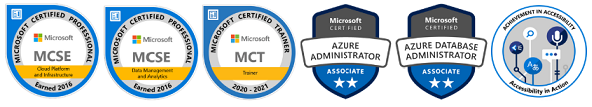 MICROSOFT CERTIFIED PROFESSIONAL
Microsoft
MCSE
Cloud Platform
and Infrastructure
Earned 2016
MICROSOFT CERTIFIED PROFESSIONAL
Microsoft
MCSE
Data Management
and Analytics
Earned 2016
MICROSOFT CERTIFIED TRAINER
Microsoft
MCT
Trainer
2020 - 2021
Microsoft
CERTIFIED
AZURE
ADMINISTRATOR
ASSOCIATE
Microsoft
CERTIFIED
AZURE DATABASE
ADMINISTRATOR
ASSOCIATE
ACHIEVEMENT IN ACCESSIBILITY
Accessibility in Action